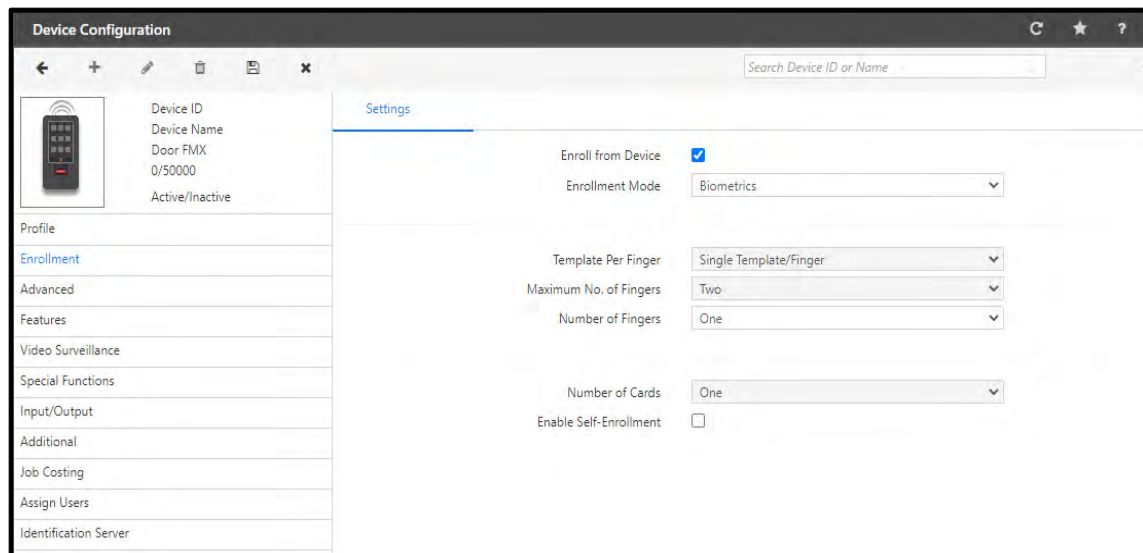 Device Configuration
?
Search Device ID or Name
Device ID
Device Name
Door FMX
0/50000
Active/Inactive
Settings
Profile
Enrollment
Advanced
Features
Video Surveillance
Special Functions
Input/Output
Additional
Job Costing
Assign Users
Identification Server
Enroll from Device
Enrollment Mode Biometrics
Template Per Finger Single Template/Finger
Maximum No. of Fingers Two
Number of Fingers One
Number of Cards One
Enable Self-Enrollment